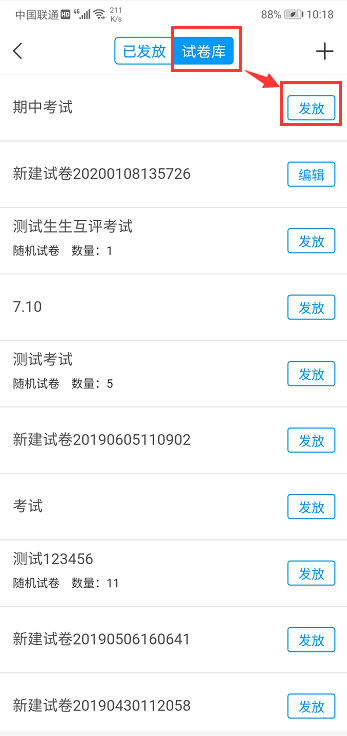 中国联通 HD 4G 211 K/s 88% 10:18
已发放 试卷库
期中考试 发放
新建试卷20200108135726 编辑
测试生生互评考试
随机试卷 数量：1 发放
7.10 发放
测试考试
随机试卷 数量：5 发放
新建试卷20190605110902 发放
考试 发放
测试123456
随机试卷 数量：11 发放
新建试卷20190506160641 发放
新建试卷20190430112058 发放